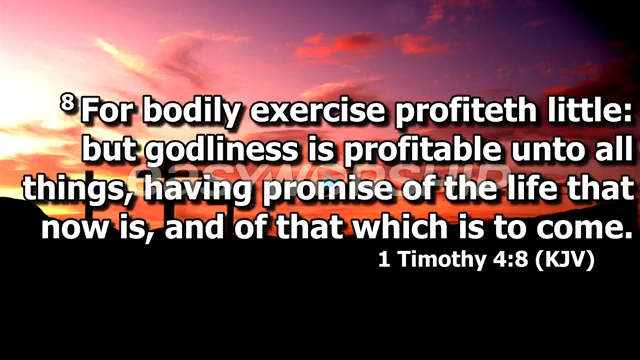 8 For bodily exercise profiteth little:
but godliness is profitable unto all
things, having promise of the life that
now is, and of that which is to come.
1 Timothy 4:8 (KJV)
easyworship